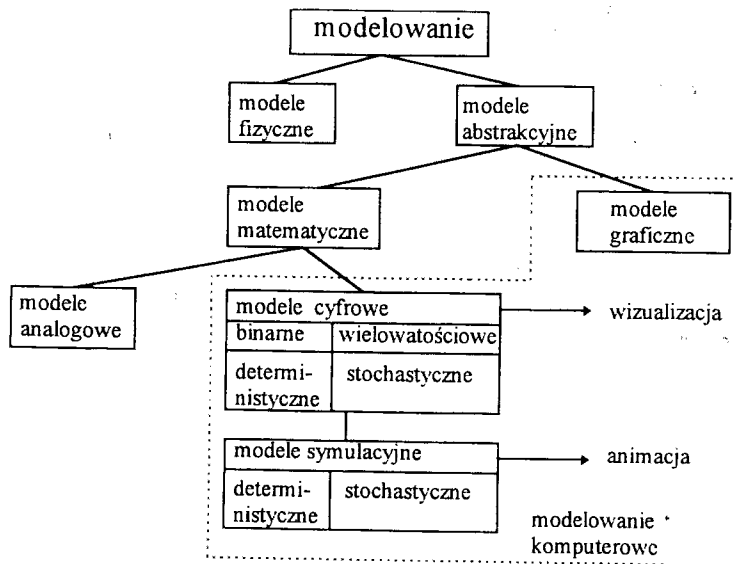 modelowanie
modele
fizyczne
modele
abstrakcyjne
modele
matematyczne
modele
graficzne
modele
analogowe
modele cyfrowe
binarne
wielowatościowe
determi-
nistyczne
stochastyczne
wizualizacja
modele symulacyjne
determi-
nistyczne
stochastyczne
animacja
modelowanie
komputerowe